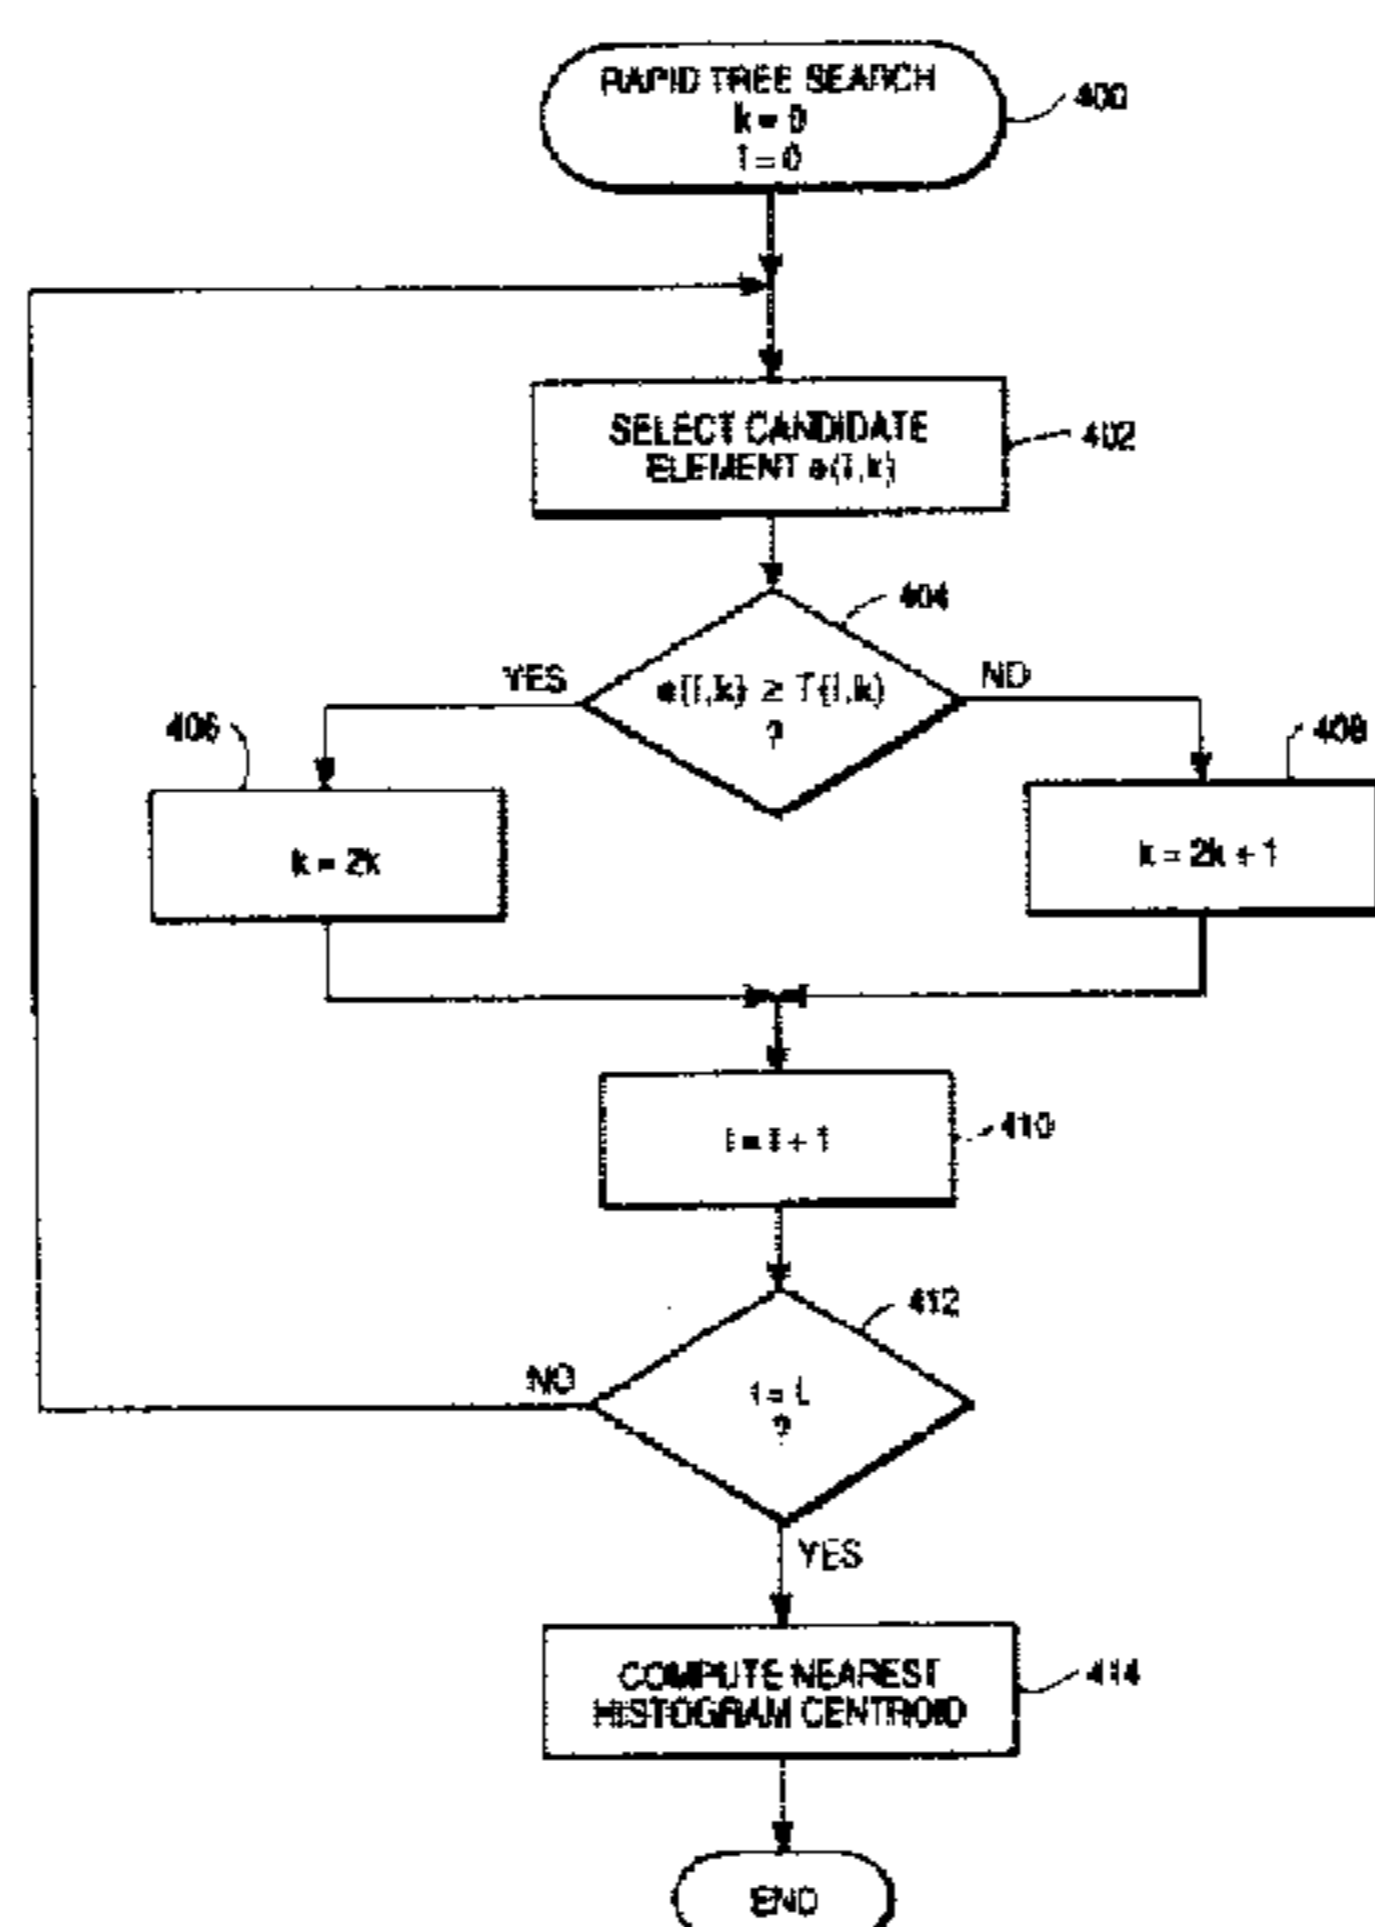 RAPID TREE SEARCH
k = 0
i = 0
400
SELECT CANDIDATE
ELEMENT e(i,k)
402
404
YES
e(i,k) ≥ T(i,k)
?
NO
406
k = 2k
408
k = 2k + 1
i = i + 1
410
412
NO
i = L
?
YES
COMPUTE NEAREST
HISTOGRAM CENTROID
414
END